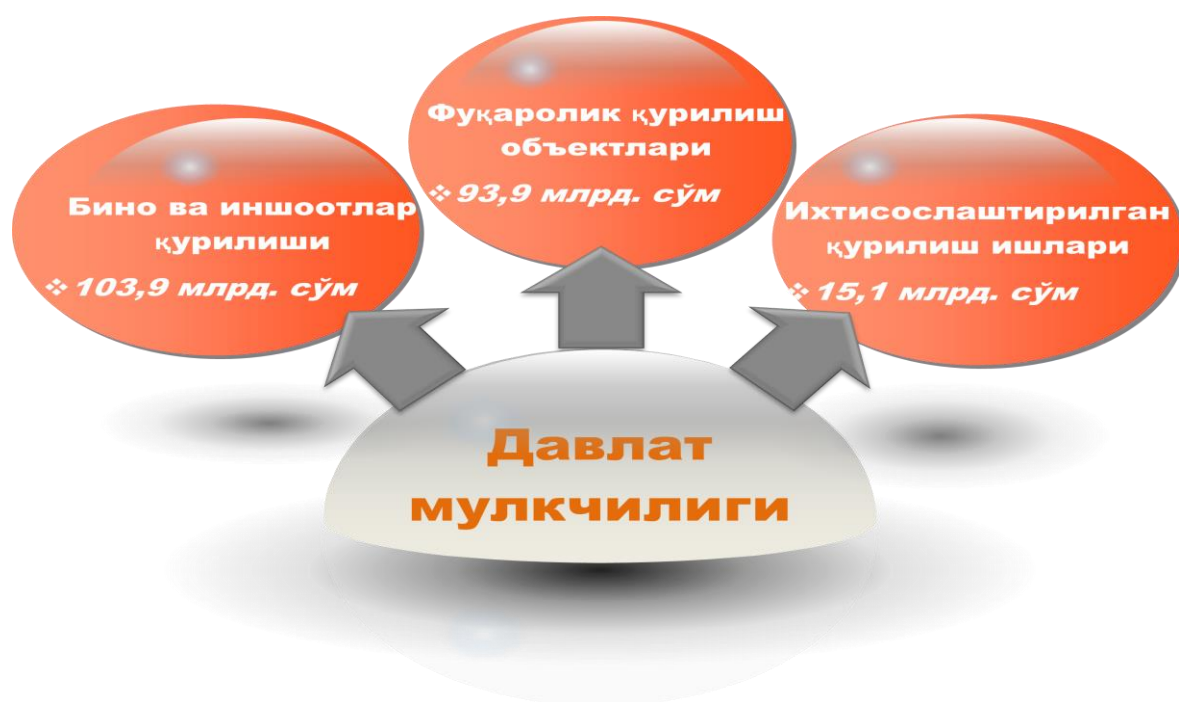 Бино ва иншоотлар
қурилиши
❖ 103,9 млрд. сўм
Фуқаролик қурилиш
объектлари
❖ 93,9 млрд. сўм
Ихтисослаштирилган
қурилиш ишлари
❖ 15,1 млрд. сўм
Давлат
мулкчилиги